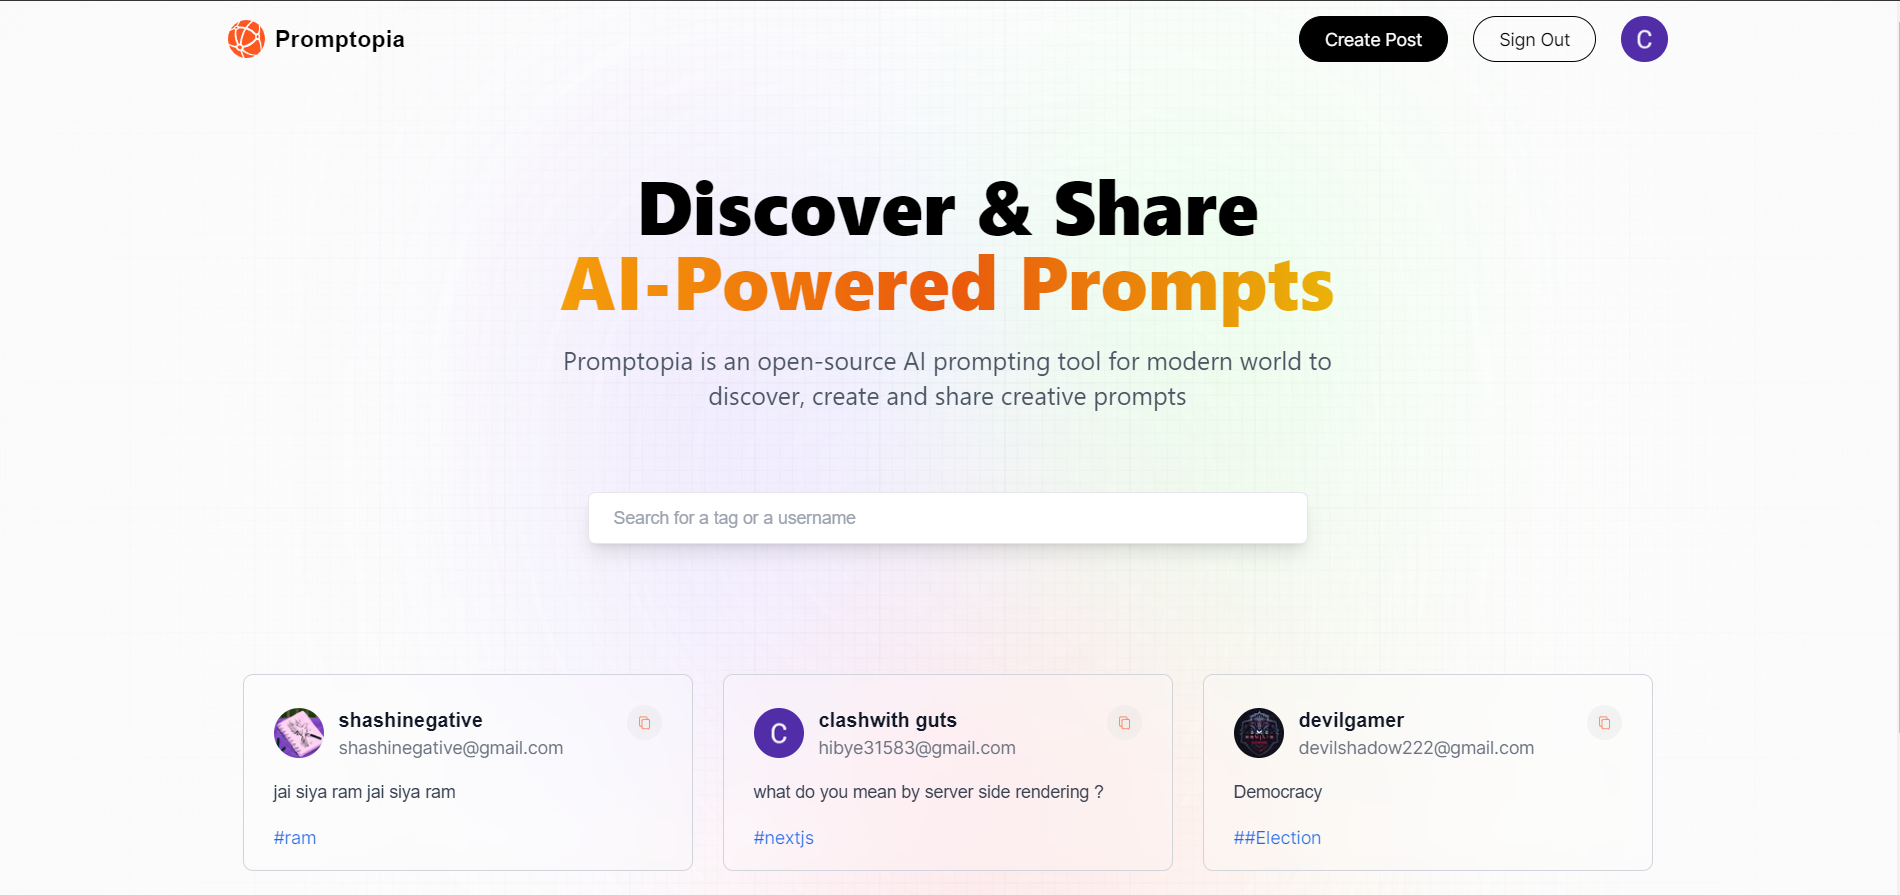 Promptopia
Create Post
Sign Out
C
Discover & Share
AI-Powered Prompts
Promptopia is an open-source AI prompting tool for modern world to
discover, create and share creative prompts
Search for a tag or a username
shashinegative
shashinegative@gmail.com
jai siya ram jai siya ram
#ram
C
clashwith guts
hibye31583@gmail.com
what do you mean by server side rendering ?
#nextjs
devilgamer
devilshadow222@gmail.com
Democracy
##Election